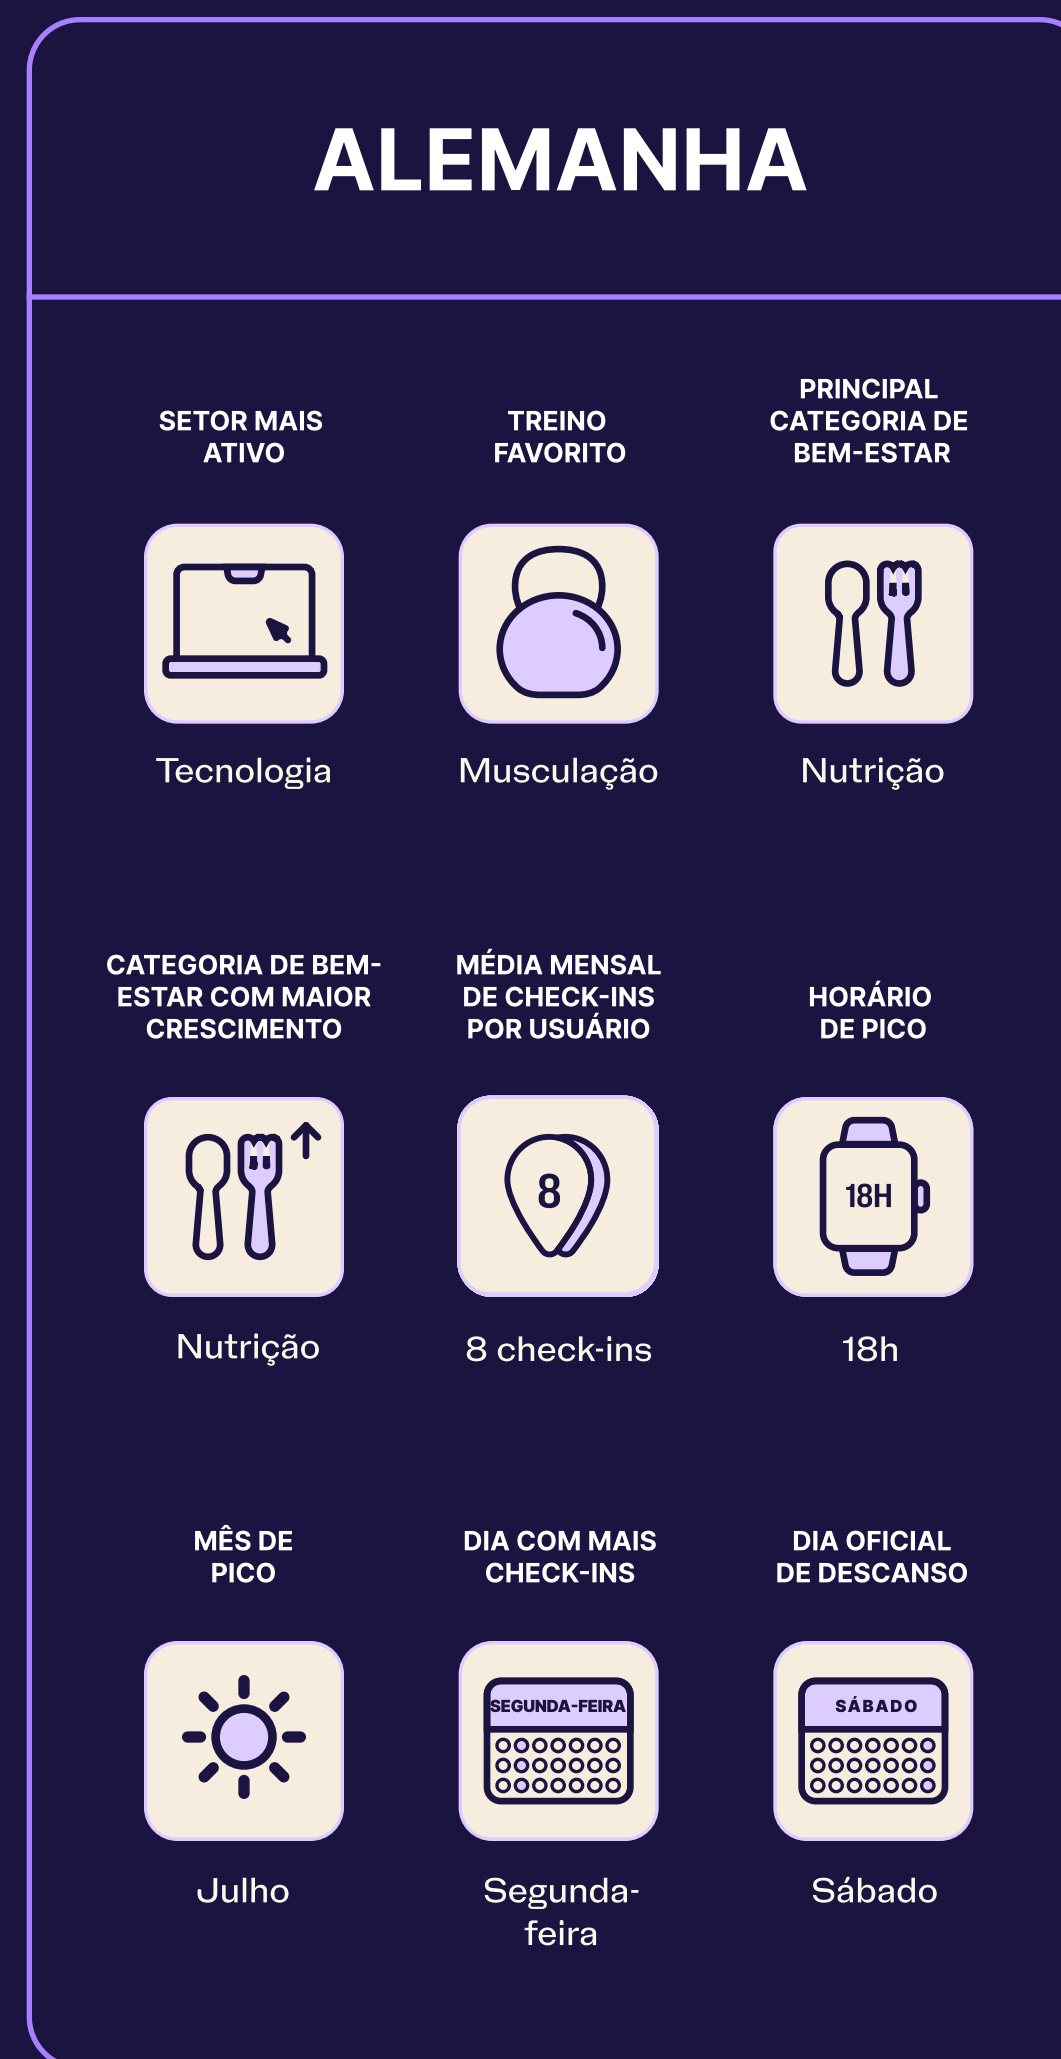 ALEMANHA
SETOR MAIS
ATIVO
TREINO
FAVORITO
PRINCIPAL
CATEGORIA DE
BEM-ESTAR
Tecnologia
Musculação
Nutrição
CATEGORIA DE BEM-
ESTAR COM MAIOR
CRESCIMENTO
MÉDIA MENSAL
DE CHECK-INS
POR USUÁRIO
HORÁRIO
DE PICO
8
18H
Nutrição
8 check-ins
18h
MÊS DE
PICO
DIA COM MAIS
CHECK-INS
DIA OFICIAL
DE DESCANSO
SEGUNDA-FEIRA
SÁBADO
Julho
Segunda-
feira
Sábado